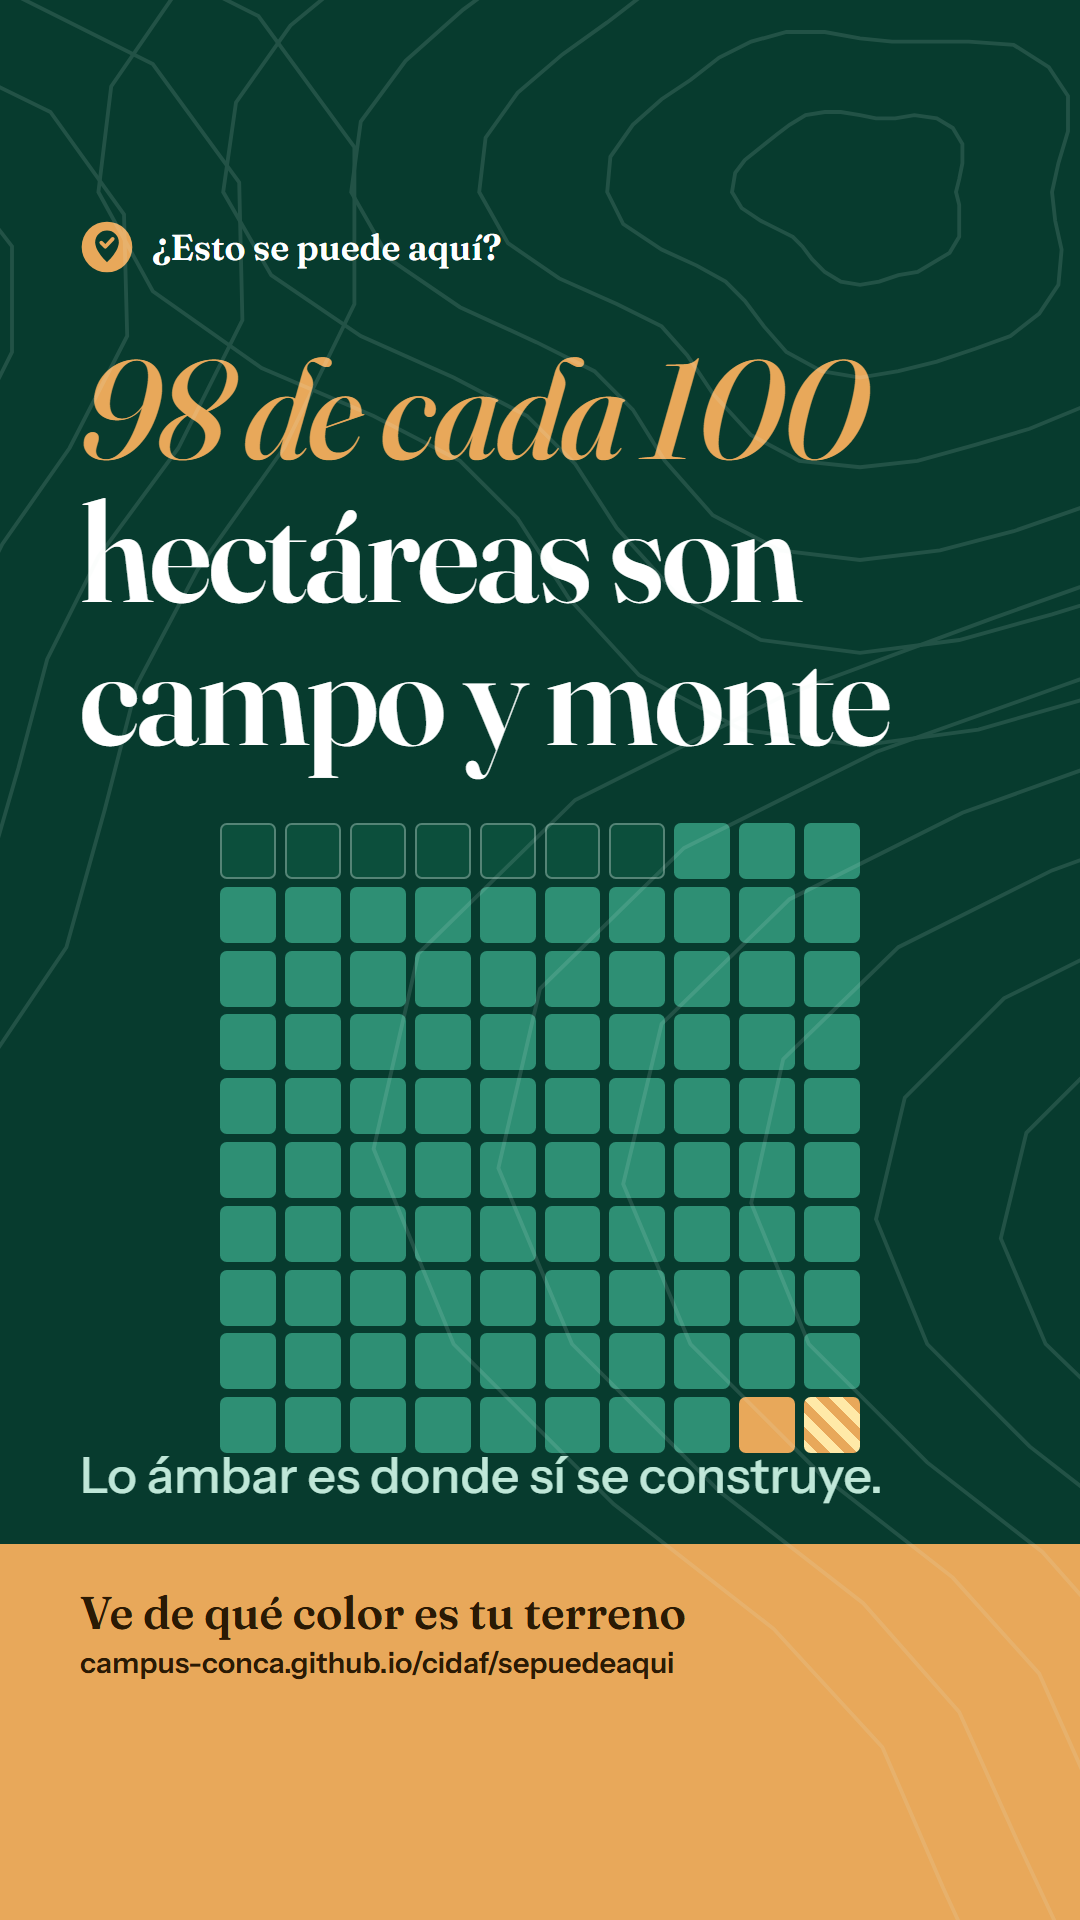 ¿Esto se puede aquí?
98 de cada 100
hectáreas son
campo y monte
Lo ámbar es donde sí se construye.
Ve de qué color es tu terreno
campus-conca.github.io/cidaf/sepuedeaqui